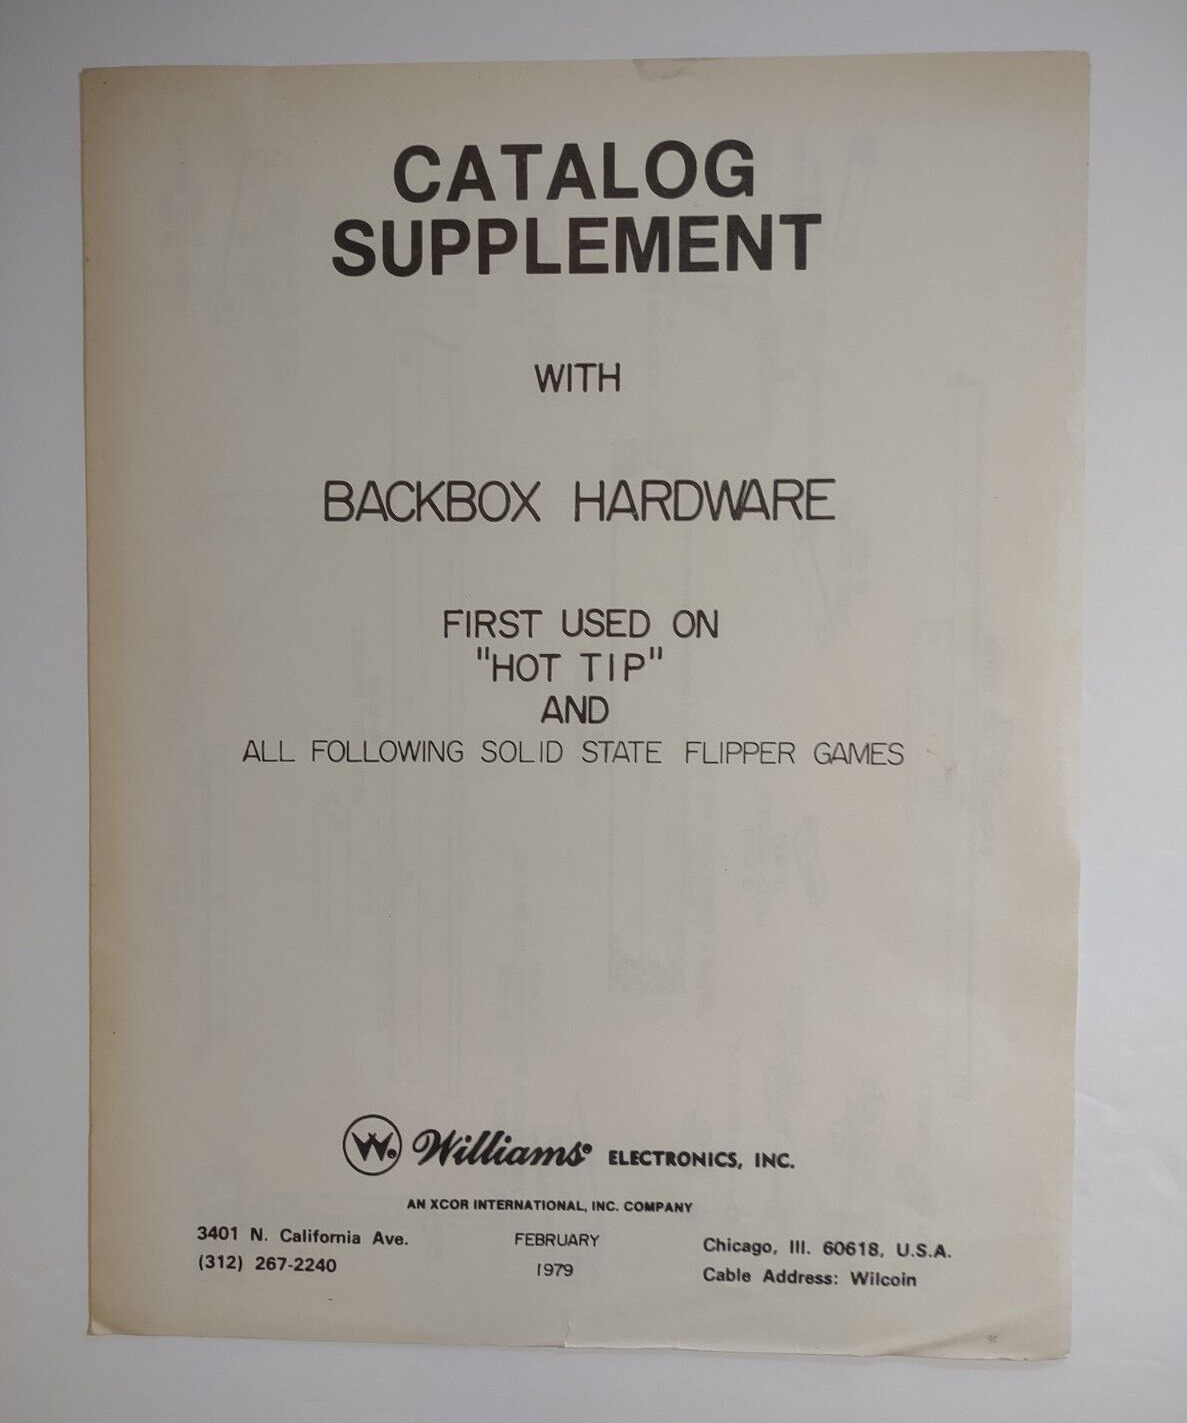 CATALOG
SUPPLEMENT
WITH
BACKBOX HARDWARE
FIRST USED ON
"HOT TIP"
AND
ALL FOLLOWING SOLID STATE FLIPPER GAMES
W® Williams® ELECTRONICS, INC.
AN XCOR INTERNATIONAL, INC. COMPANY
3401 N. California Ave. FEBRUARY Chicago, Ill. 60618, U.S.A.
(312) 267-2240 1979 Cable Address: Wilcoin